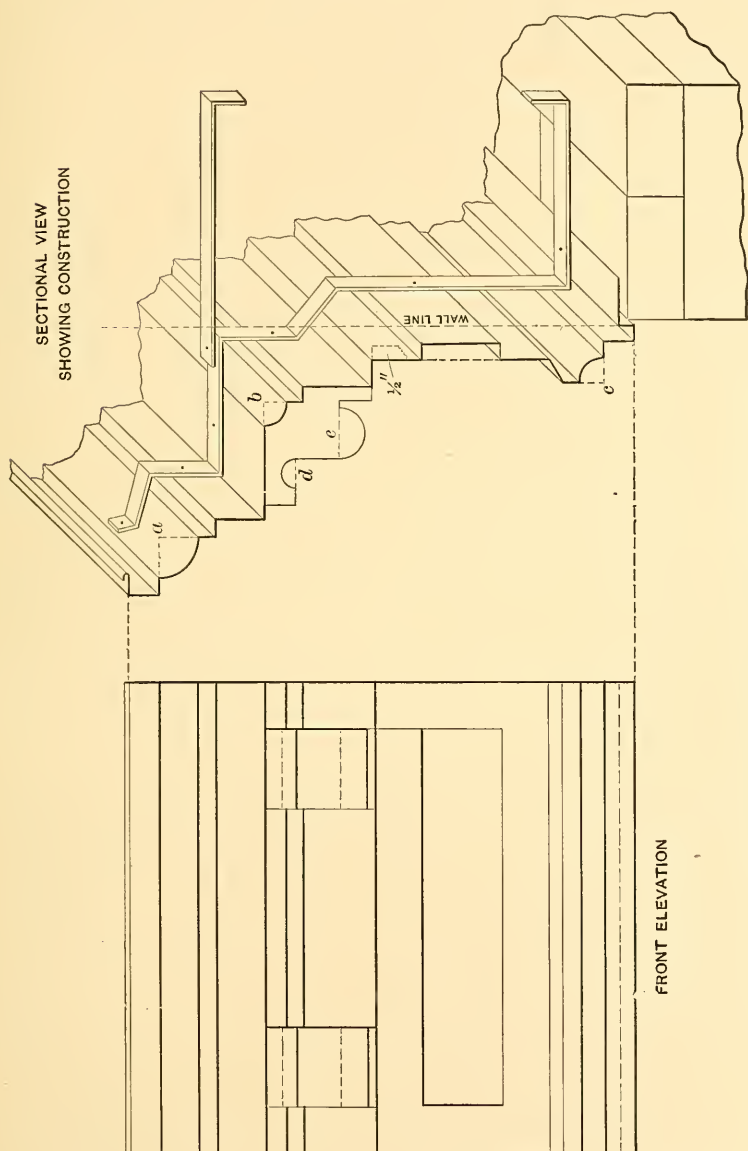 SECTIONAL VIEW
SHOWING CONSTRUCTION
WALL LINE
a
b
d
e
1/2"
c
FRONT ELEVATION